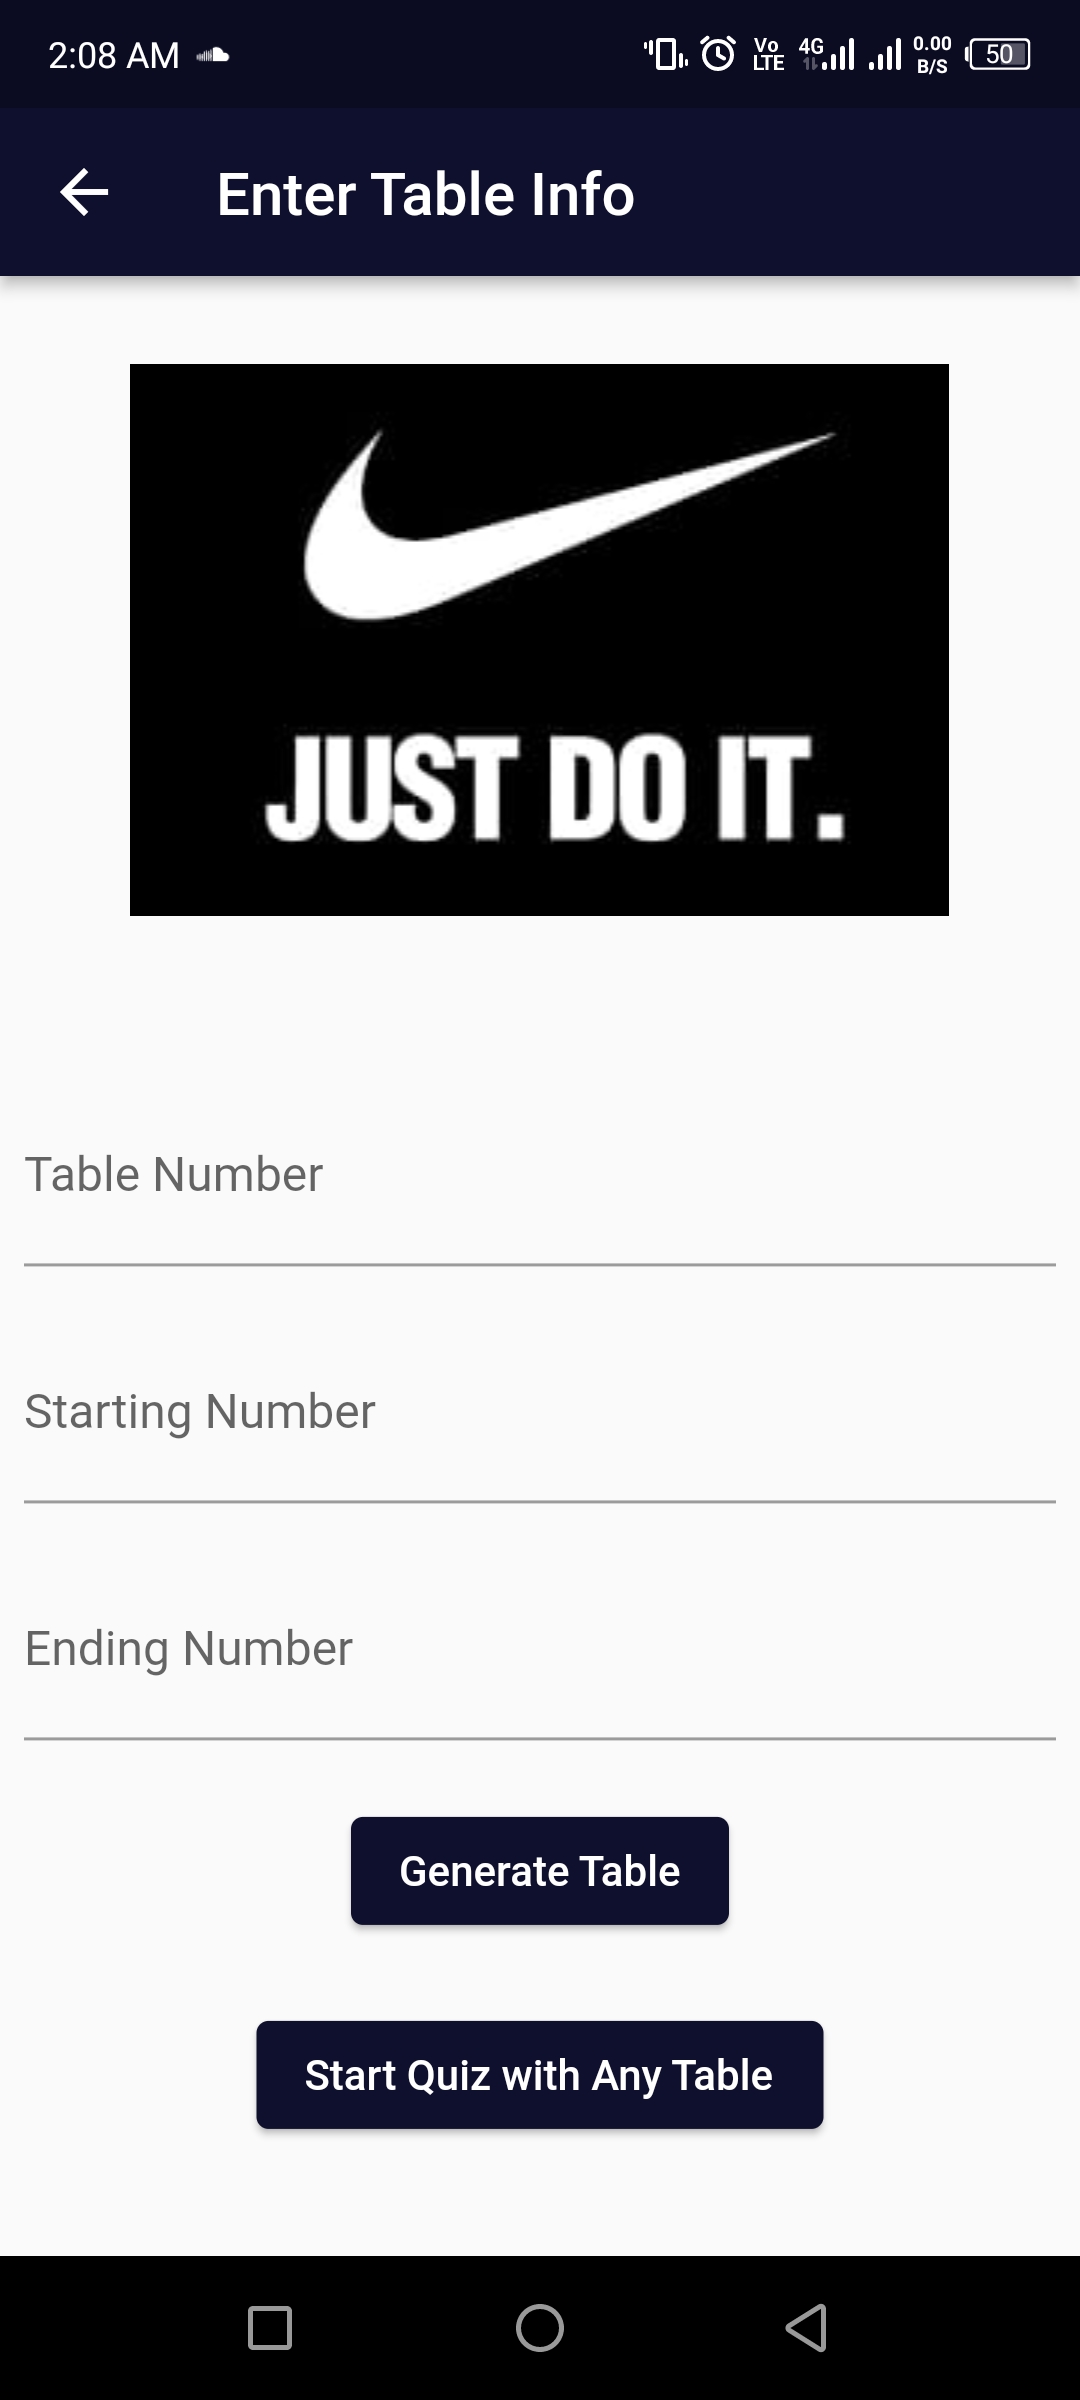 2:08 AM
Vo LTE 4G 0.00 B/S 50
Enter Table Info
JUST DO IT.
Table Number
Starting Number
Ending Number
Generate Table
Start Quiz with Any Table